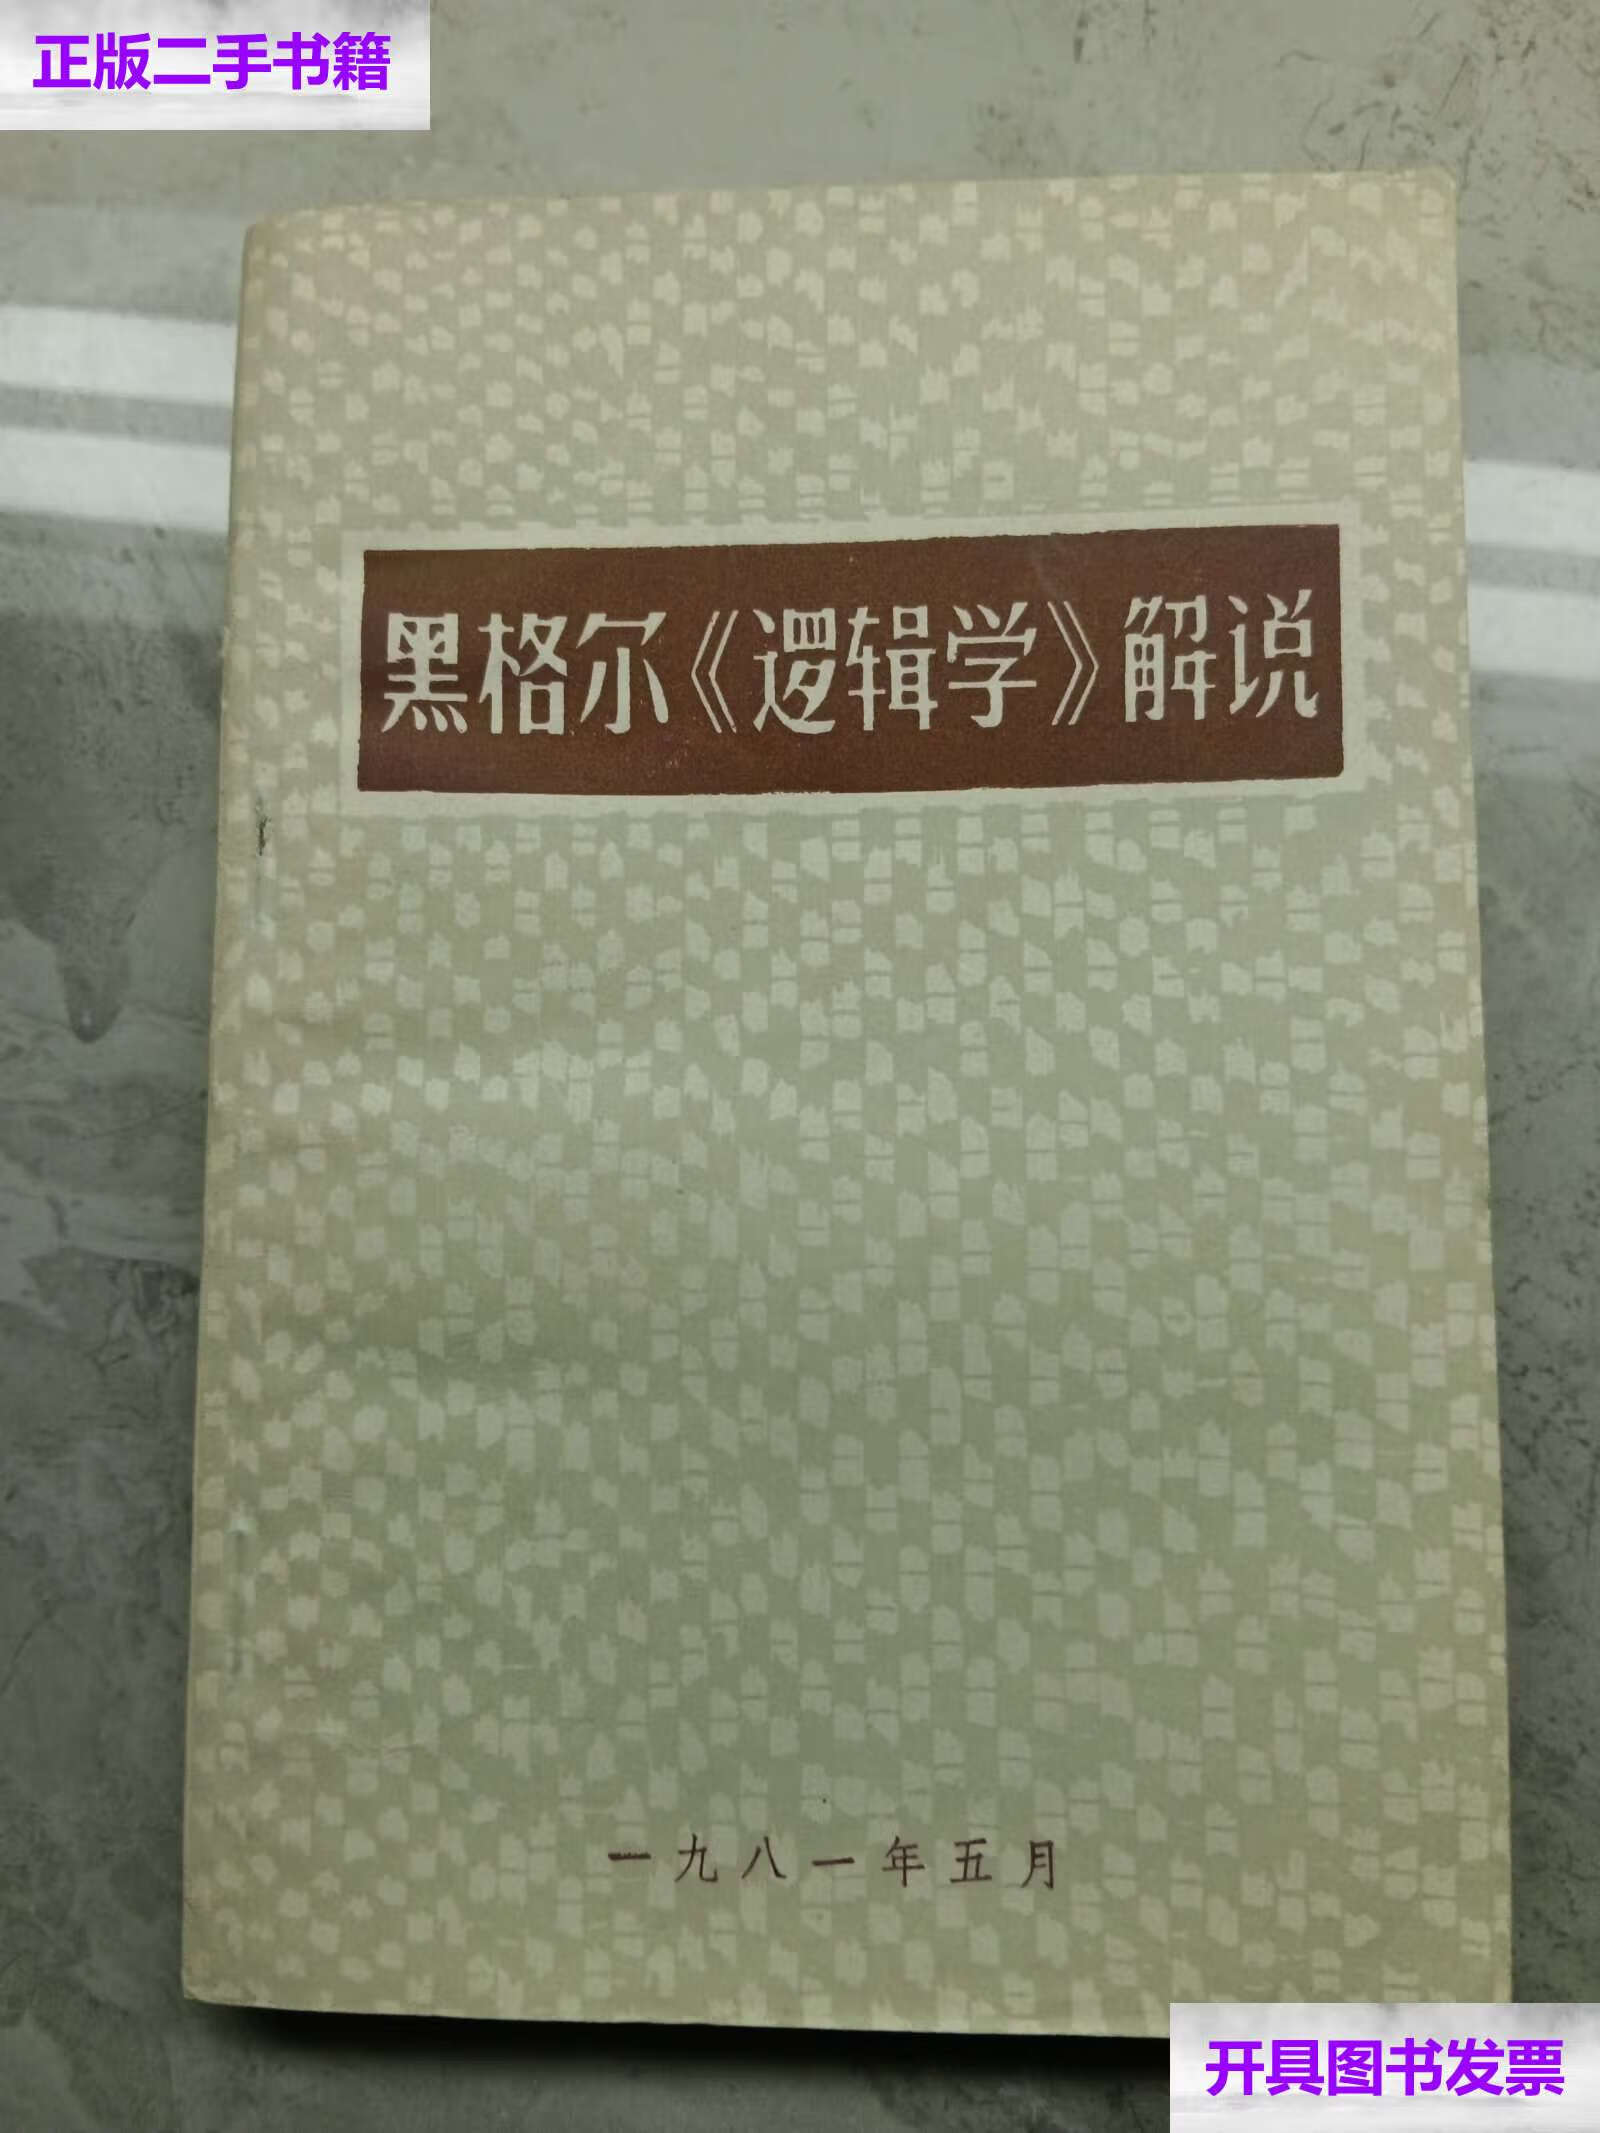 正版二手书籍
黑格尔《逻辑学》解说
一九八一年五月
开具图书发票